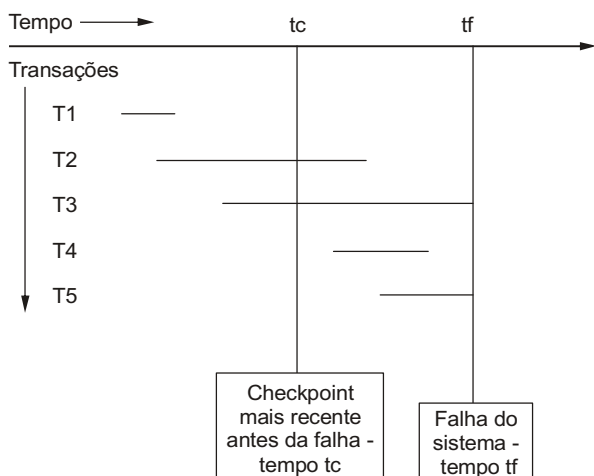 Tempo
tc
tf
Transações
T1
T2
T3
T4
T5
Checkpoint
mais recente
antes da falha -
tempo tc
Falha do
sistema -
tempo tf